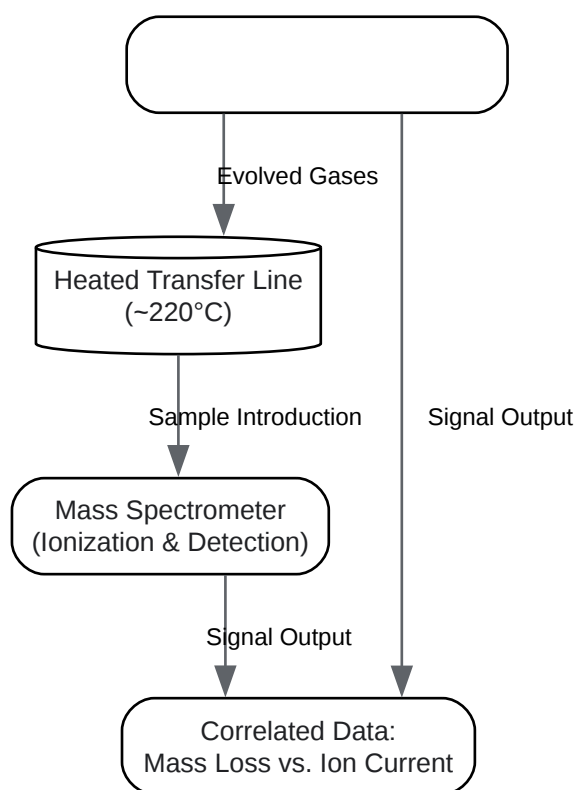 Evolved Gases
Heated Transfer Line
(~220°C)
Sample Introduction
Signal Output
Mass Spectrometer
(Ionization & Detection)
Signal Output
Correlated Data:
Mass Loss vs. Ion Current